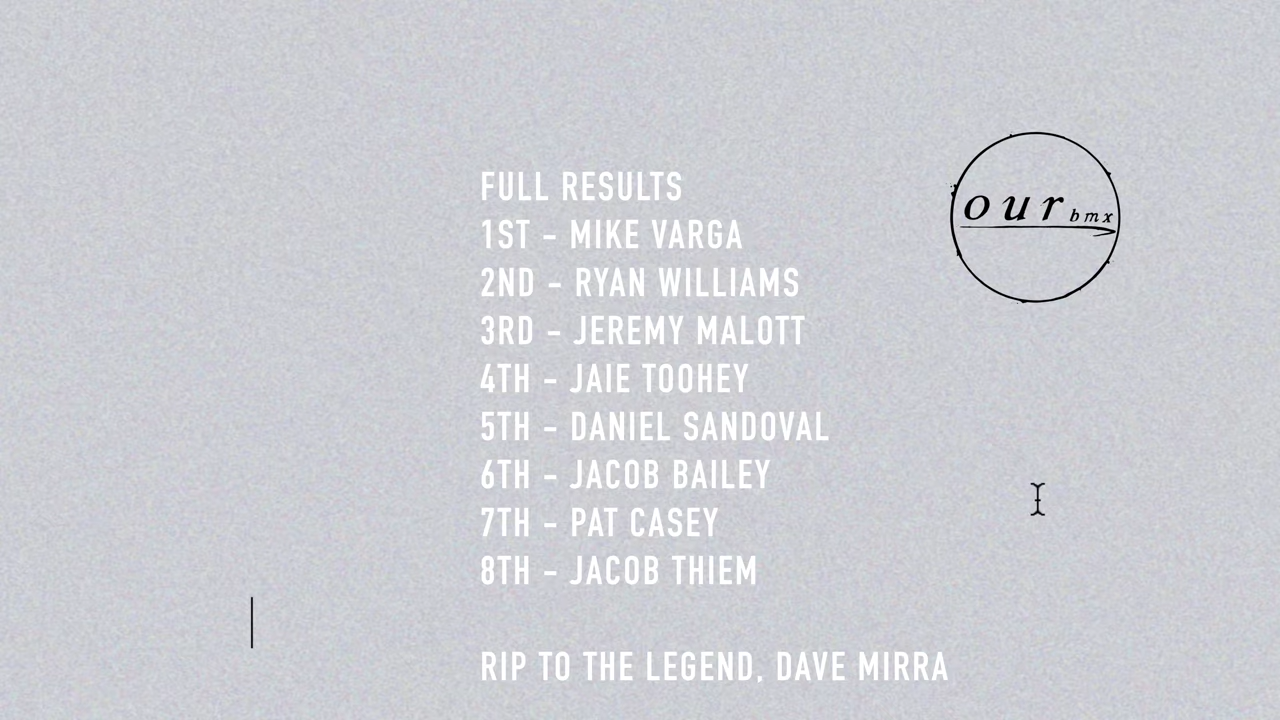 FULL RESULTS
1ST - MIKE VARGA
2ND - RYAN WILLIAMS
3RD - JEREMY MALOTT
4TH - JAIE TOOHEY
5TH - DANIEL SANDOVAL
6TH - JACOB BAILEY
7TH - PAT CASEY
8TH - JACOB THIEM
RIP TO THE LEGEND, DAVE MIRRA
our bmx